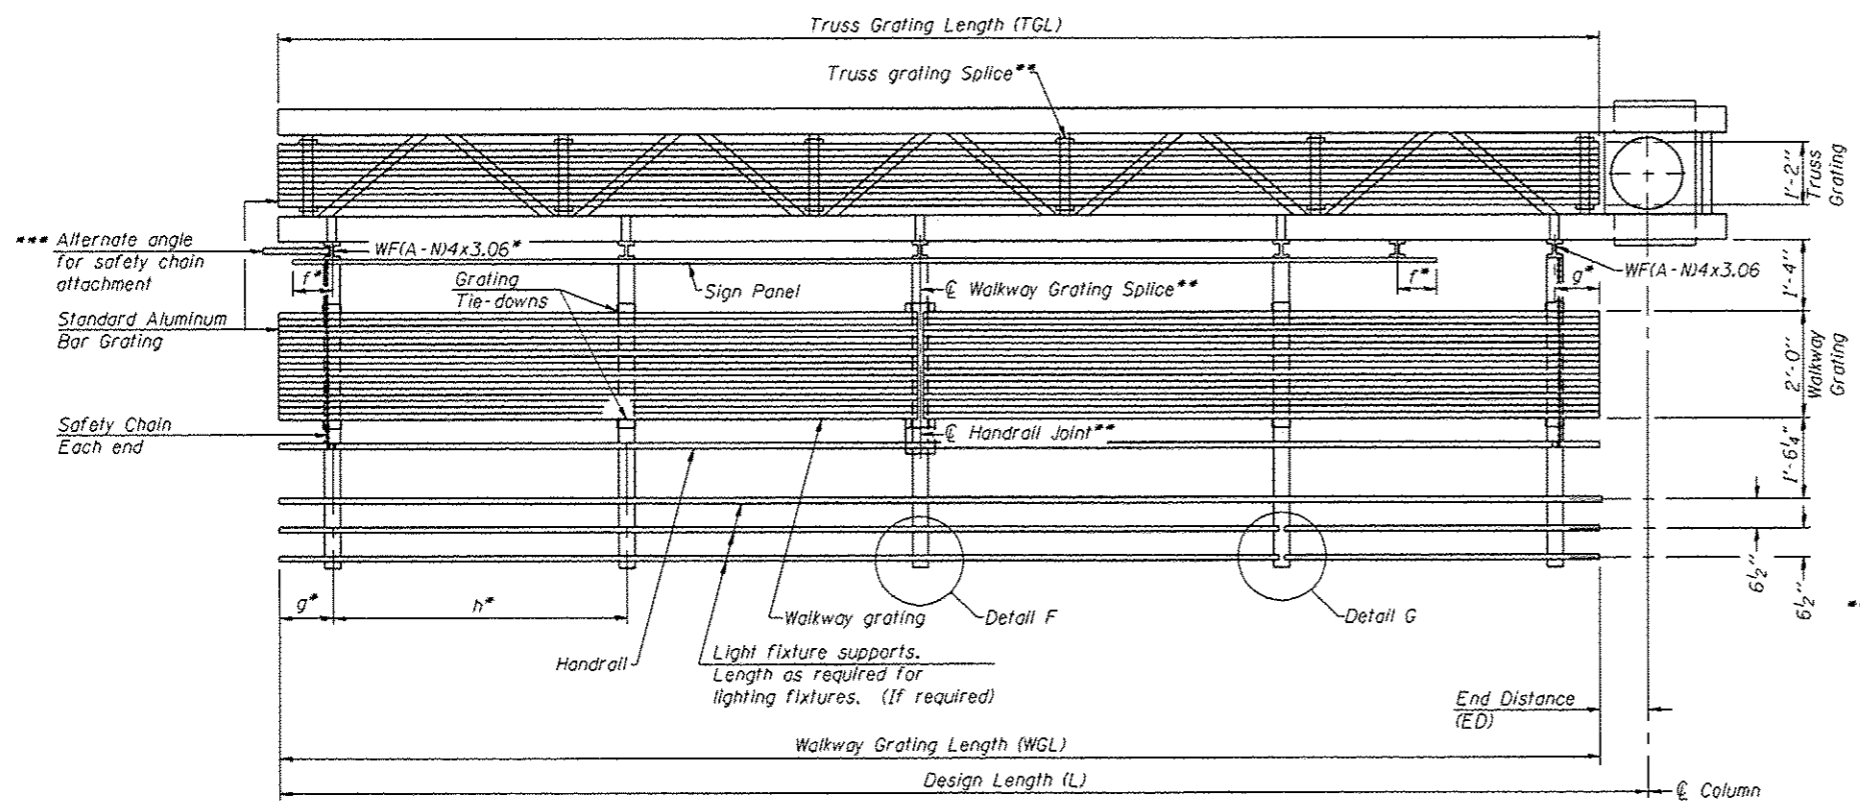 Truss Grating Length (TGL)
Truss grating Splice**
1'-2"
Truss
Grating
*** Alternate angle
for safety chain
attachment
WF(A-N)4x3.06*
WF(A-N)4x3.06
f*
Grating
Tie-downs
Sign Panel
℄ Walkway Grating Splice**
f*
g*
1'-4"
Standard Aluminum
Bar Grating
2'-0"
Walkway
Grating
Safety Chain
Each end
℄ Handrail Joint**
1'-6¼"
6½"
6½"
*
g*
h*
Walkway grating
Detail F
Detail G
Handrail
Light fixture supports.
Length as required for
lighting fixtures. (If required)
End Distance
(ED)
Walkway Grating Length (WGL)
Design Length (L)
℄ Column